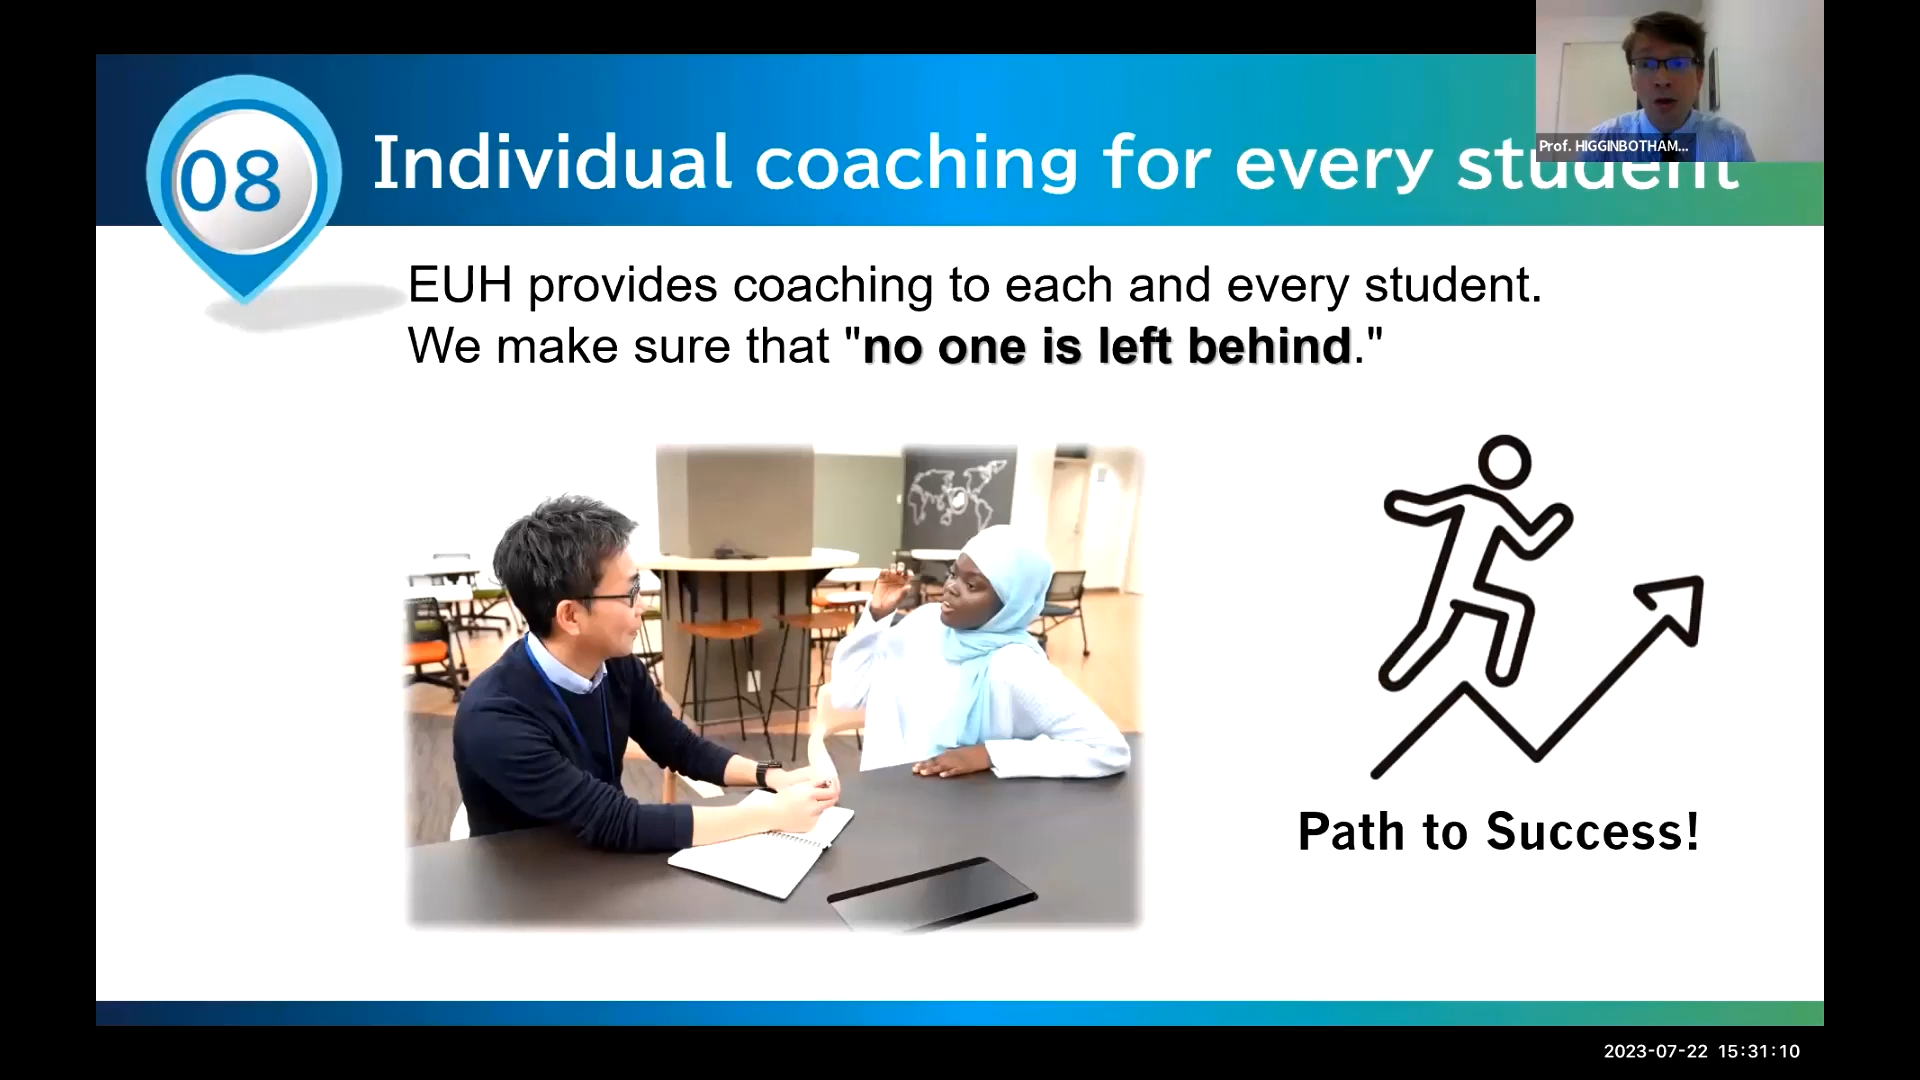 Prof. HIGGINBOTHAM...
08
Individual coaching for every student
EUH provides coaching to each and every student.
We make sure that "no one is left behind."
Path to Success!
2023-07-22 15:31:10